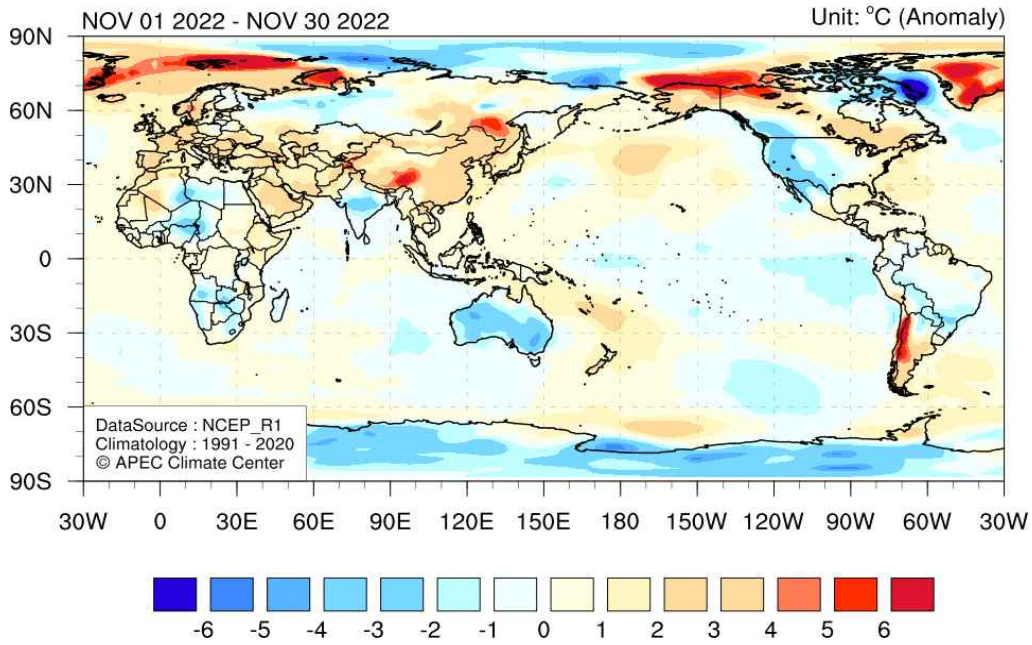 NOV 01 2022 - NOV 30 2022
Unit: °C (Anomaly)
90N
60N
30N
0
30S
60S
90S
DataSource : NCEP_R1
Climatology : 1991 - 2020
© APEC Climate Center
30W 0 30E 60E 90E 120E 150E 180 150W 120W 90W 60W 30W
-6 -5 -4 -3 -2 -1 0 1 2 3 4 5 6